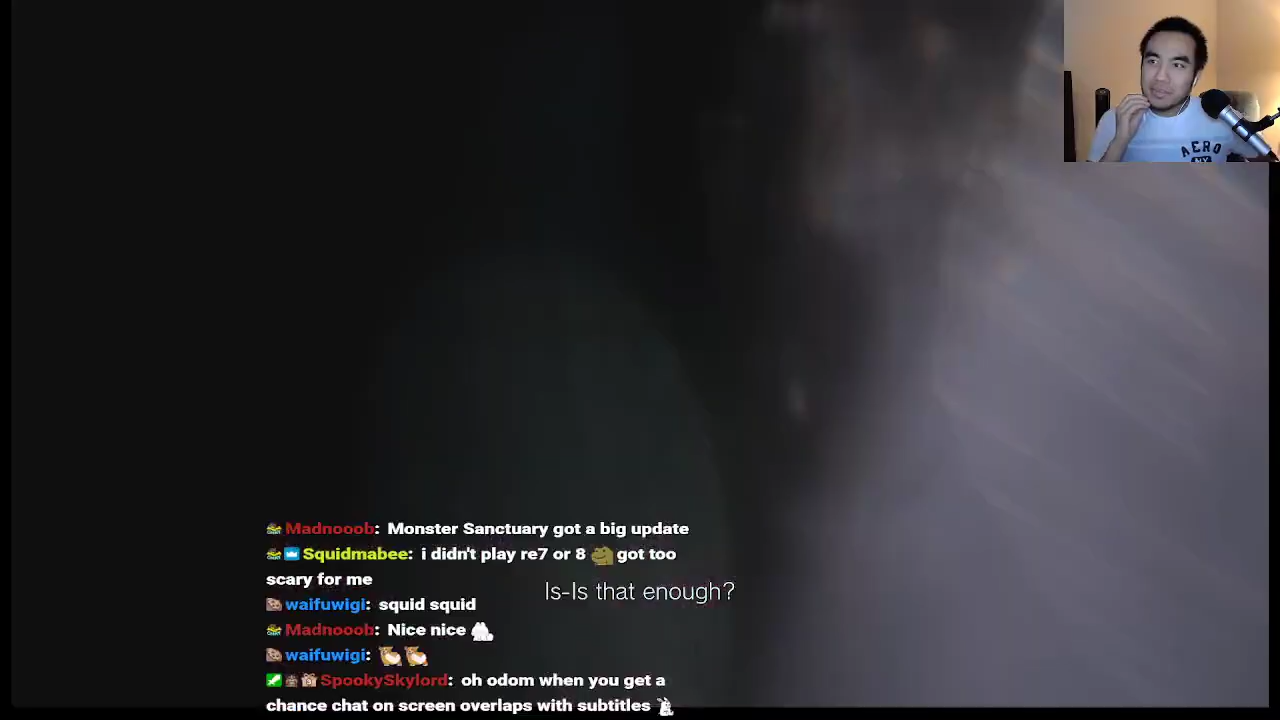 AERO
NY
Madnooob: Monster Sanctuary got a big update
Squidmabee: i didn't play re7 or 8 got too
scary for me
Is-Is that enough?
waifuwigi: squid squid
Madnooob: Nice nice
waifuwigi:
SpookySkylord: oh odom when you get a
chance chat on screen overlaps with subtitles